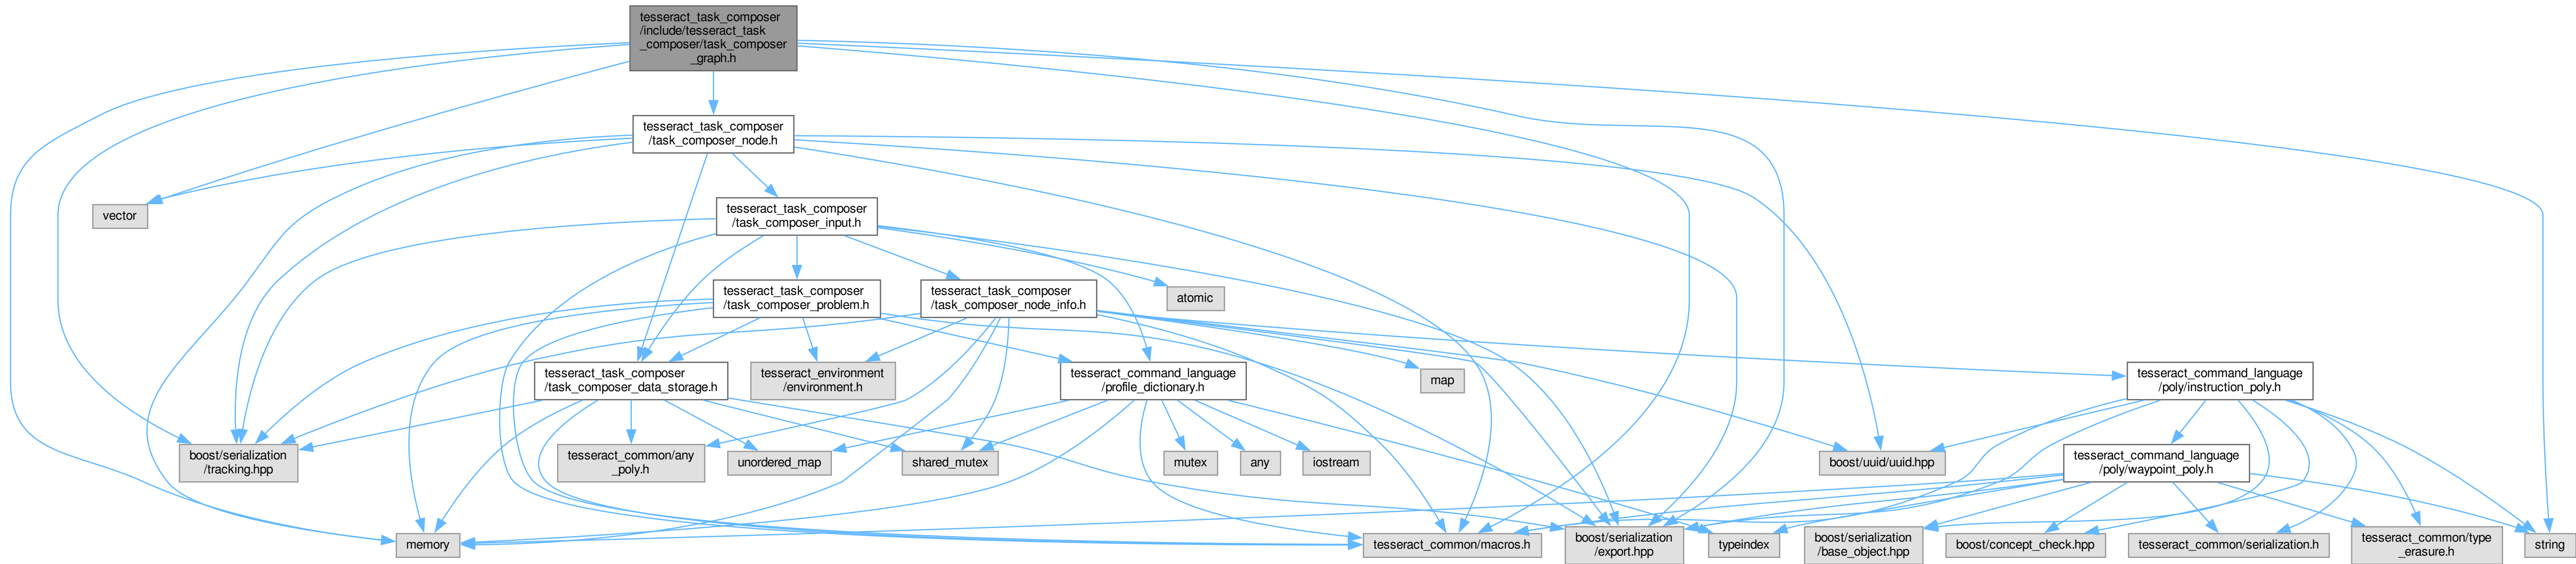 tesseract_task_composer
/include/tesseract_task
_composer/task_composer
_graph.h
tesseract_task_composer
/task_composer_node.h
vector
tesseract_task_composer
/task_composer_input.h
tesseract_task_composer
/task_composer_problem.h
tesseract_task_composer
/task_composer_node_info.h
atomic
tesseract_task_composer
/task_composer_data_storage.h
tesseract_environment
/environment.h
tesseract_command_language
/profile_dictionary.h
map
tesseract_command_language
/poly/instruction_poly.h
boost/serialization
/tracking.hpp
tesseract_common/any
_poly.h
unordered_map
shared_mutex
mutex
any
iostream
boost/uuid/uuid.hpp
tesseract_command_language
/poly/waypoint_poly.h
memory
tesseract_common/macros.h
boost/serialization
/export.hpp
typeindex
boost/serialization
/base_object.hpp
boost/concept_check.hpp
tesseract_common/serialization.h
tesseract_common/type
_erasure.h
string